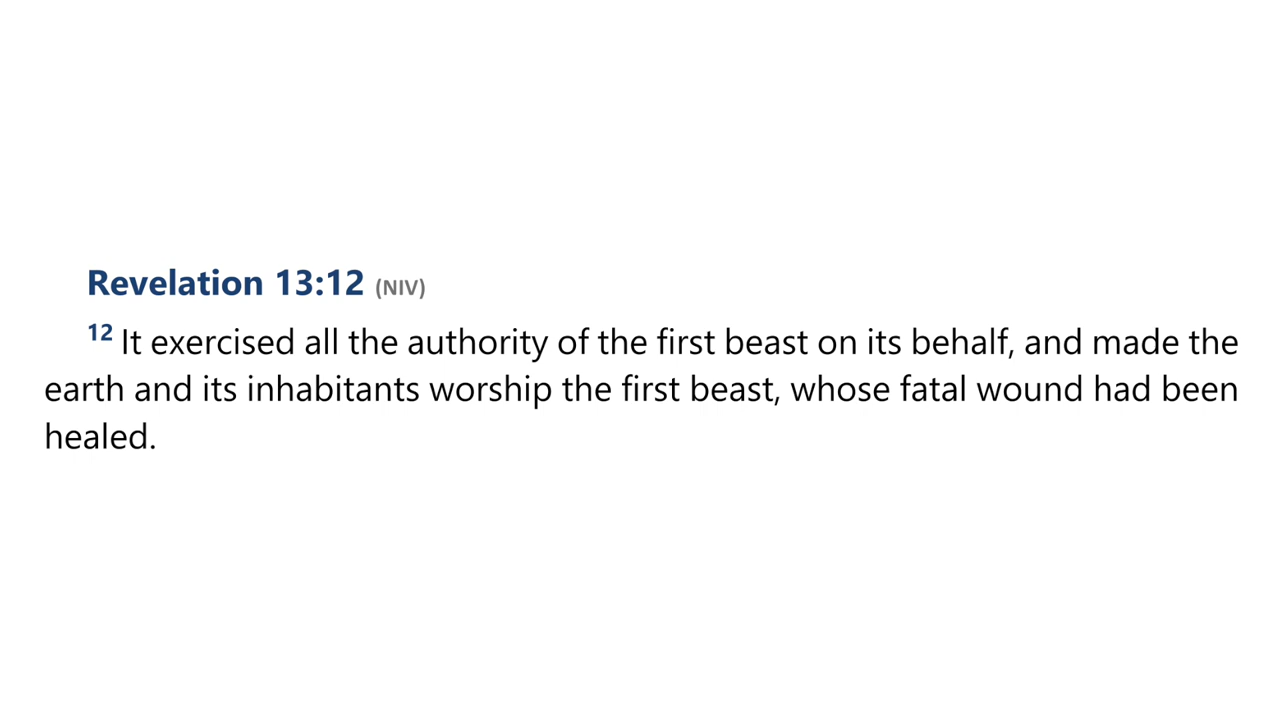 Revelation 13:12 (NIV)
12 It exercised all the authority of the first beast on its behalf, and made the
earth and its inhabitants worship the first beast, whose fatal wound had been
healed.